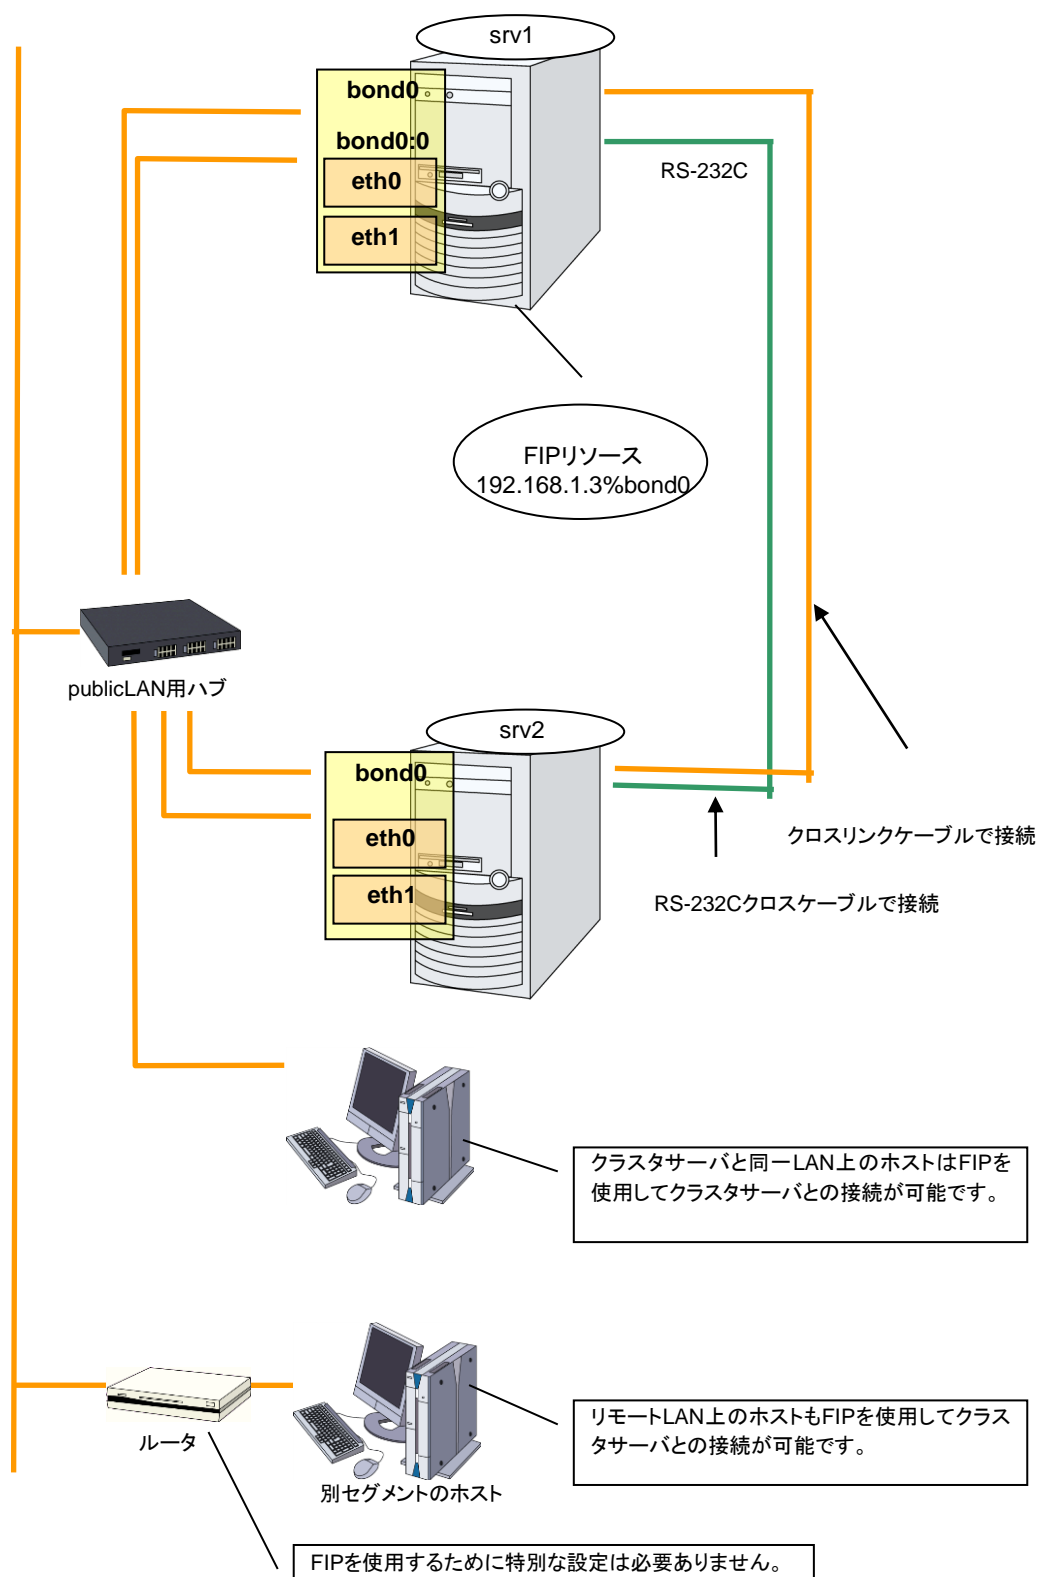 srv1
bond0
bond0:0
eth0
eth1
RS-232C
FIPリソース
192.168.1.3%bond0
publicLAN用ハブ
srv2
bond0
eth0
eth1
クロスリンクケーブルで接続
RS-232Cクロスケーブルで接続
クラスタサーバと同一LAN上のホストはFIPを
使用してクラスタサーバとの接続が可能です。
リモートLAN上のホストもFIPを使用してクラス
タサーバとの接続が可能です。
ルータ
別セグメントのホスト
FIPを使用するために特別な設定は必要ありません。